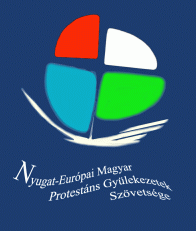 Nyugat-Európai Magyar
Protestáns Gyülekezetek
Szövetsége